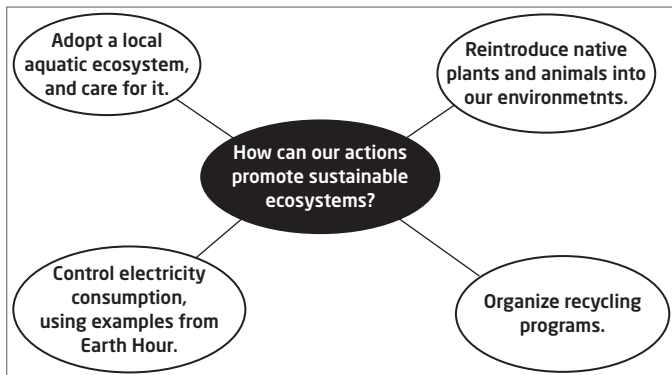 Adopt a local
aquatic ecosystem,
and care for it.
Reintroduce native
plants and animals into
our environmetnts.
How can our actions
promote sustainable
ecosystems?
Control electricity
consumption,
using examples from
Earth Hour.
Organize recycling
programs.